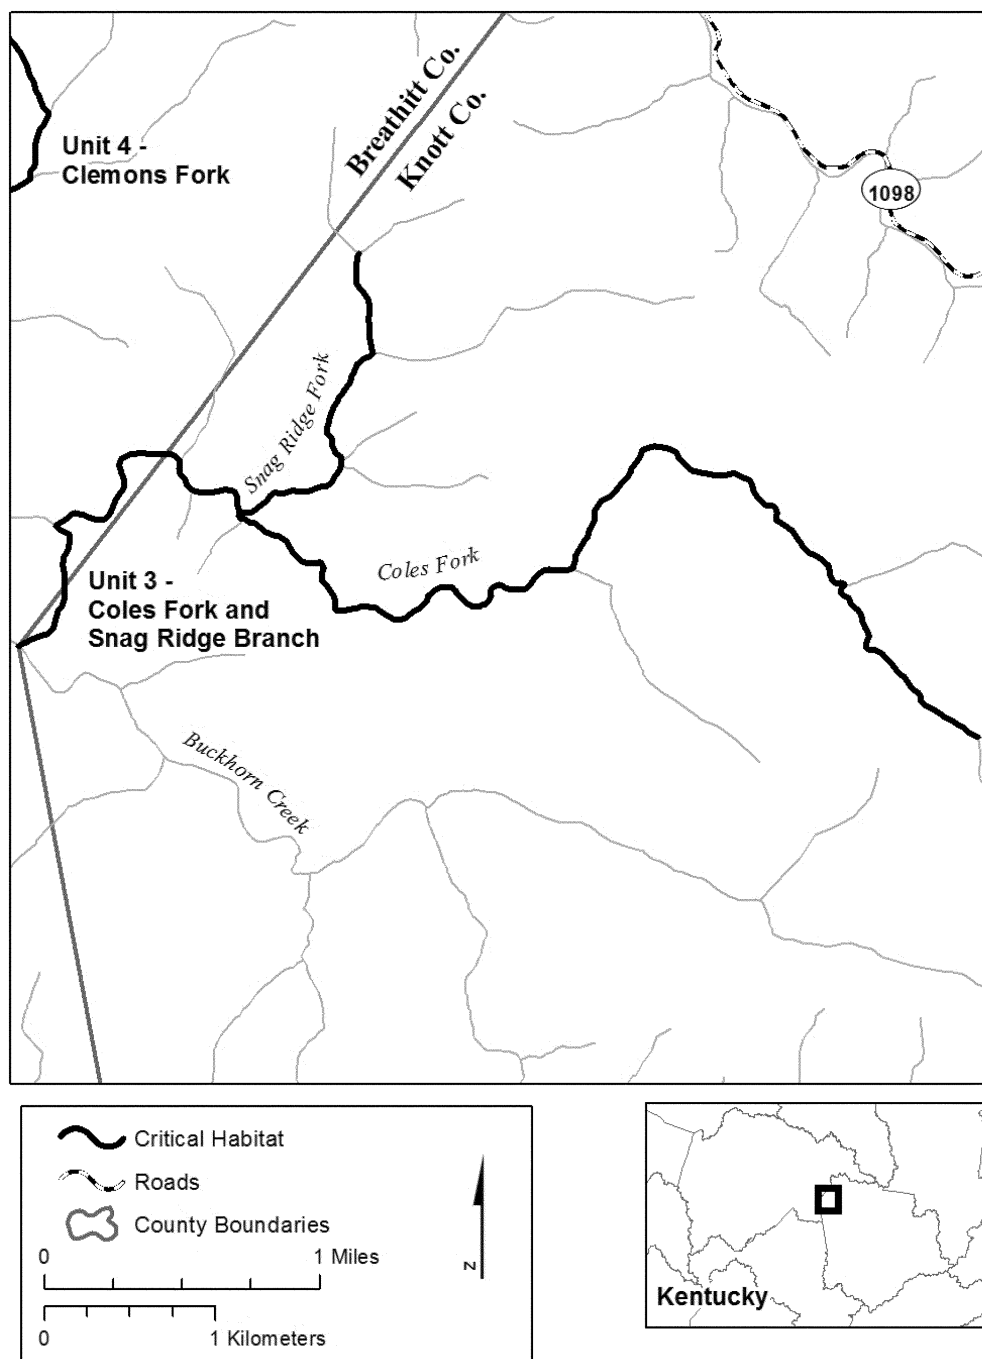 Breathitt Co.
Knott Co.
Unit 4 -
Clemons Fork
1098
Snag Ridge Fork
Coles Fork
Unit 3 -
Coles Fork and
Snag Ridge Branch
Buckhorn Creek
Critical Habitat
Roads
County Boundaries
0 1 Miles
0 1 Kilometers
N
Kentucky